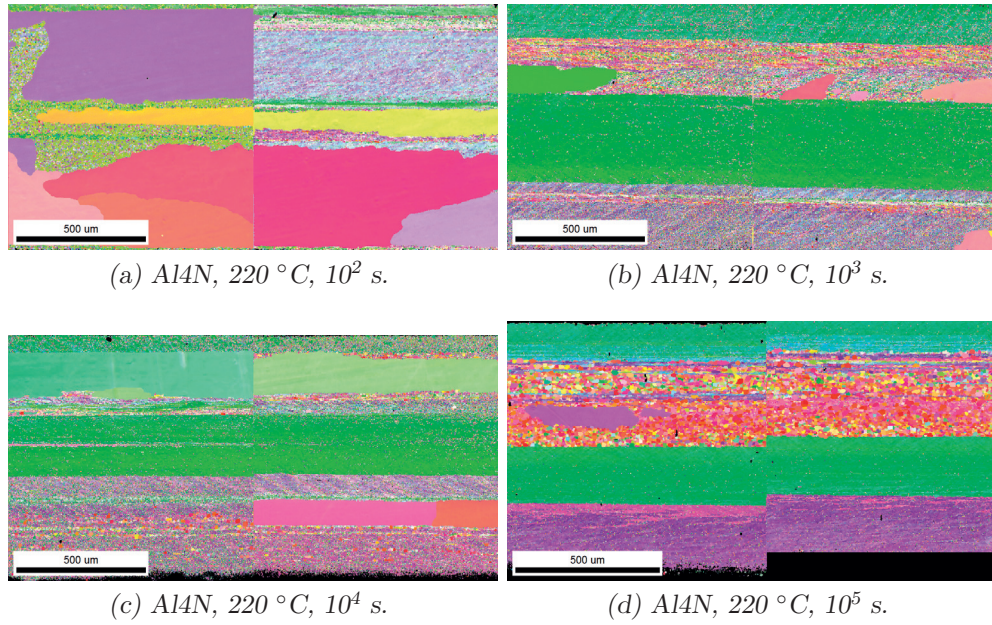 500 um
500 um
(a) Al4N, 220 °C, 10² s.
(b) Al4N, 220 °C, 10³ s.
500 um
500 um
(c) Al4N, 220 °C, 10⁴ s.
(d) Al4N, 220 °C, 10⁵ s.